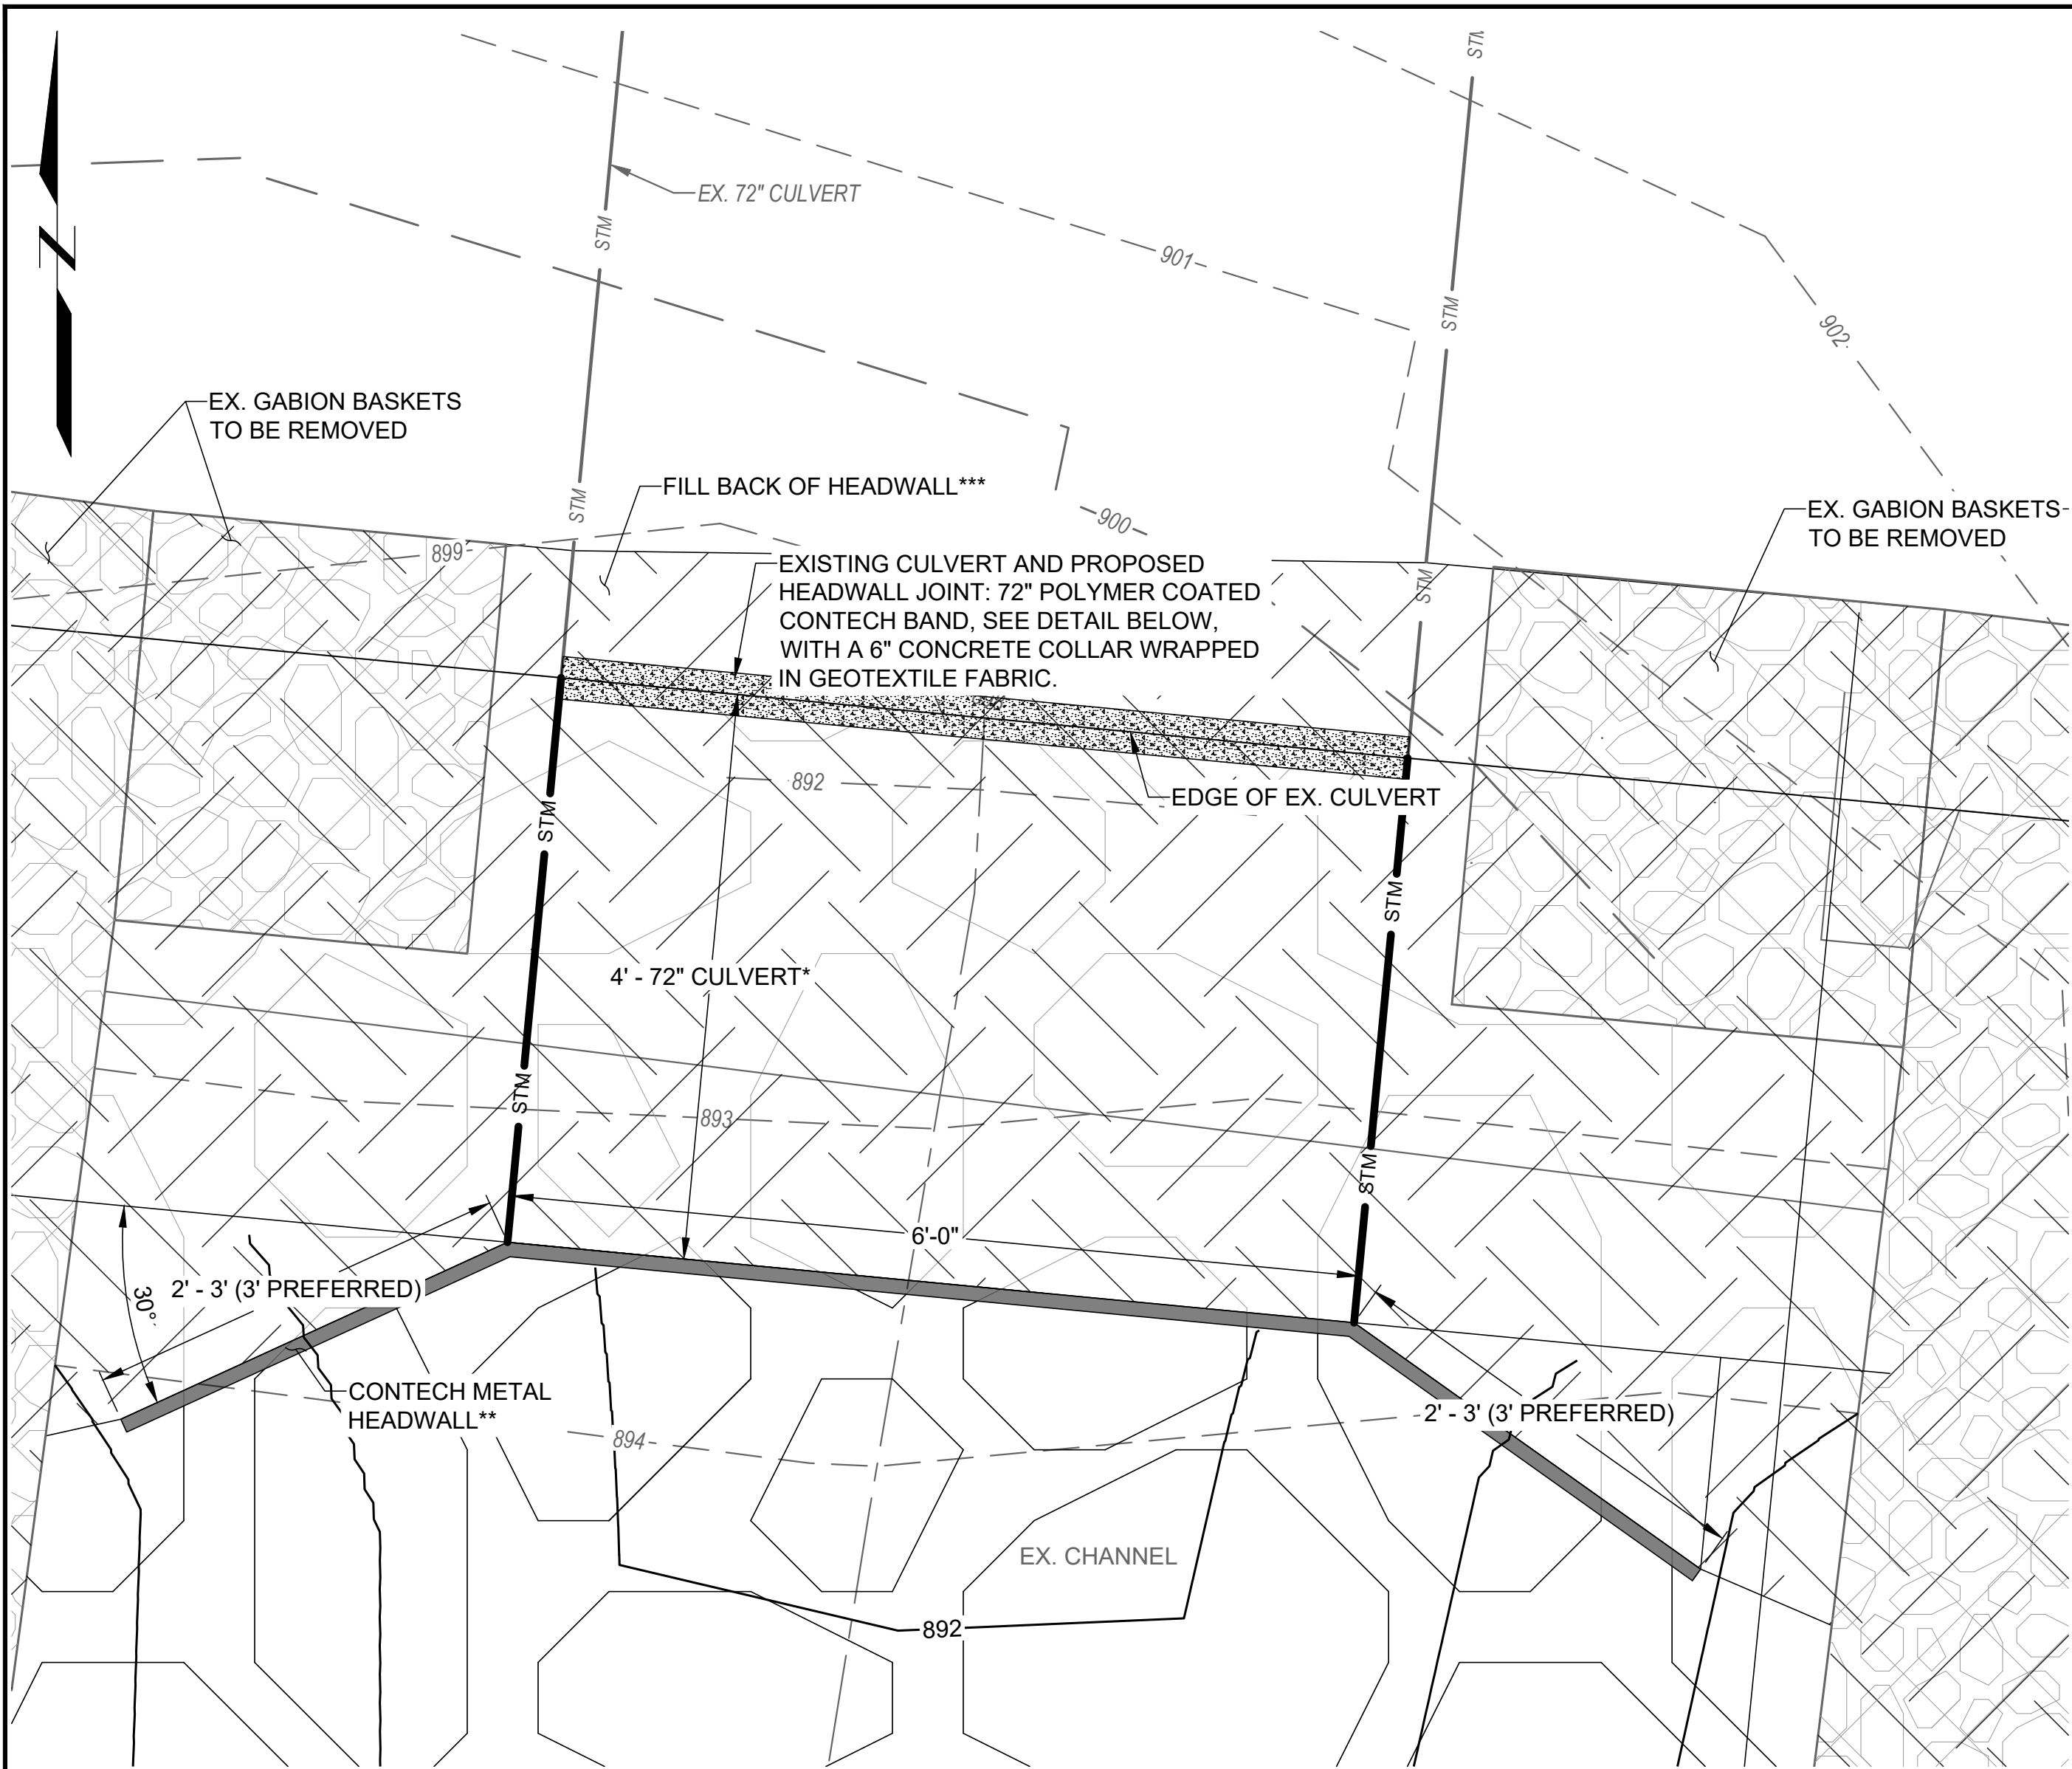 STM
EX. 72" CULVERT
STM
901
STM
902
N
EX. GABION BASKETS
TO BE REMOVED
FILL BACK OF HEADWALL***
STM
900
EX. GABION BASKETS
TO BE REMOVED
899
EXISTING CULVERT AND PROPOSED
HEADWALL JOINT: 72" POLYMER COATED
CONTECH BAND, SEE DETAIL BELOW,
WITH A 6" CONCRETE COLLAR WRAPPED
IN GEOTEXTILE FABRIC.
STM
892
EDGE OF EX. CULVERT
STM
STM
4' - 72" CULVERT*
STM
893
STM
6'-0"
30°
2' - 3' (3' PREFERRED)
CONTECH METAL
HEADWALL**
2' - 3' (3' PREFERRED)
894
EX. CHANNEL
892